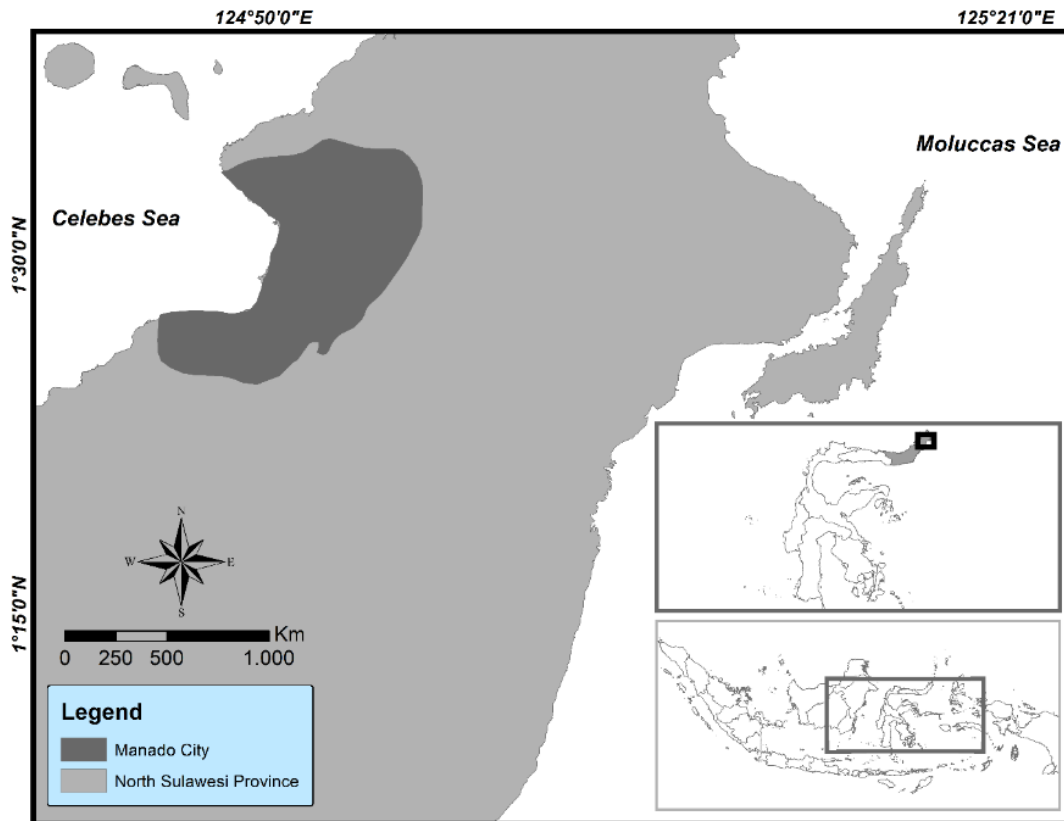 124°50'0"E
125°21'0"E
Moluccas Sea
Celebes Sea
1°30'0"N
1°15'0"N
N
W
E
S
Km
0 250 500 1.000
Legend
Manado City
North Sulawesi Province